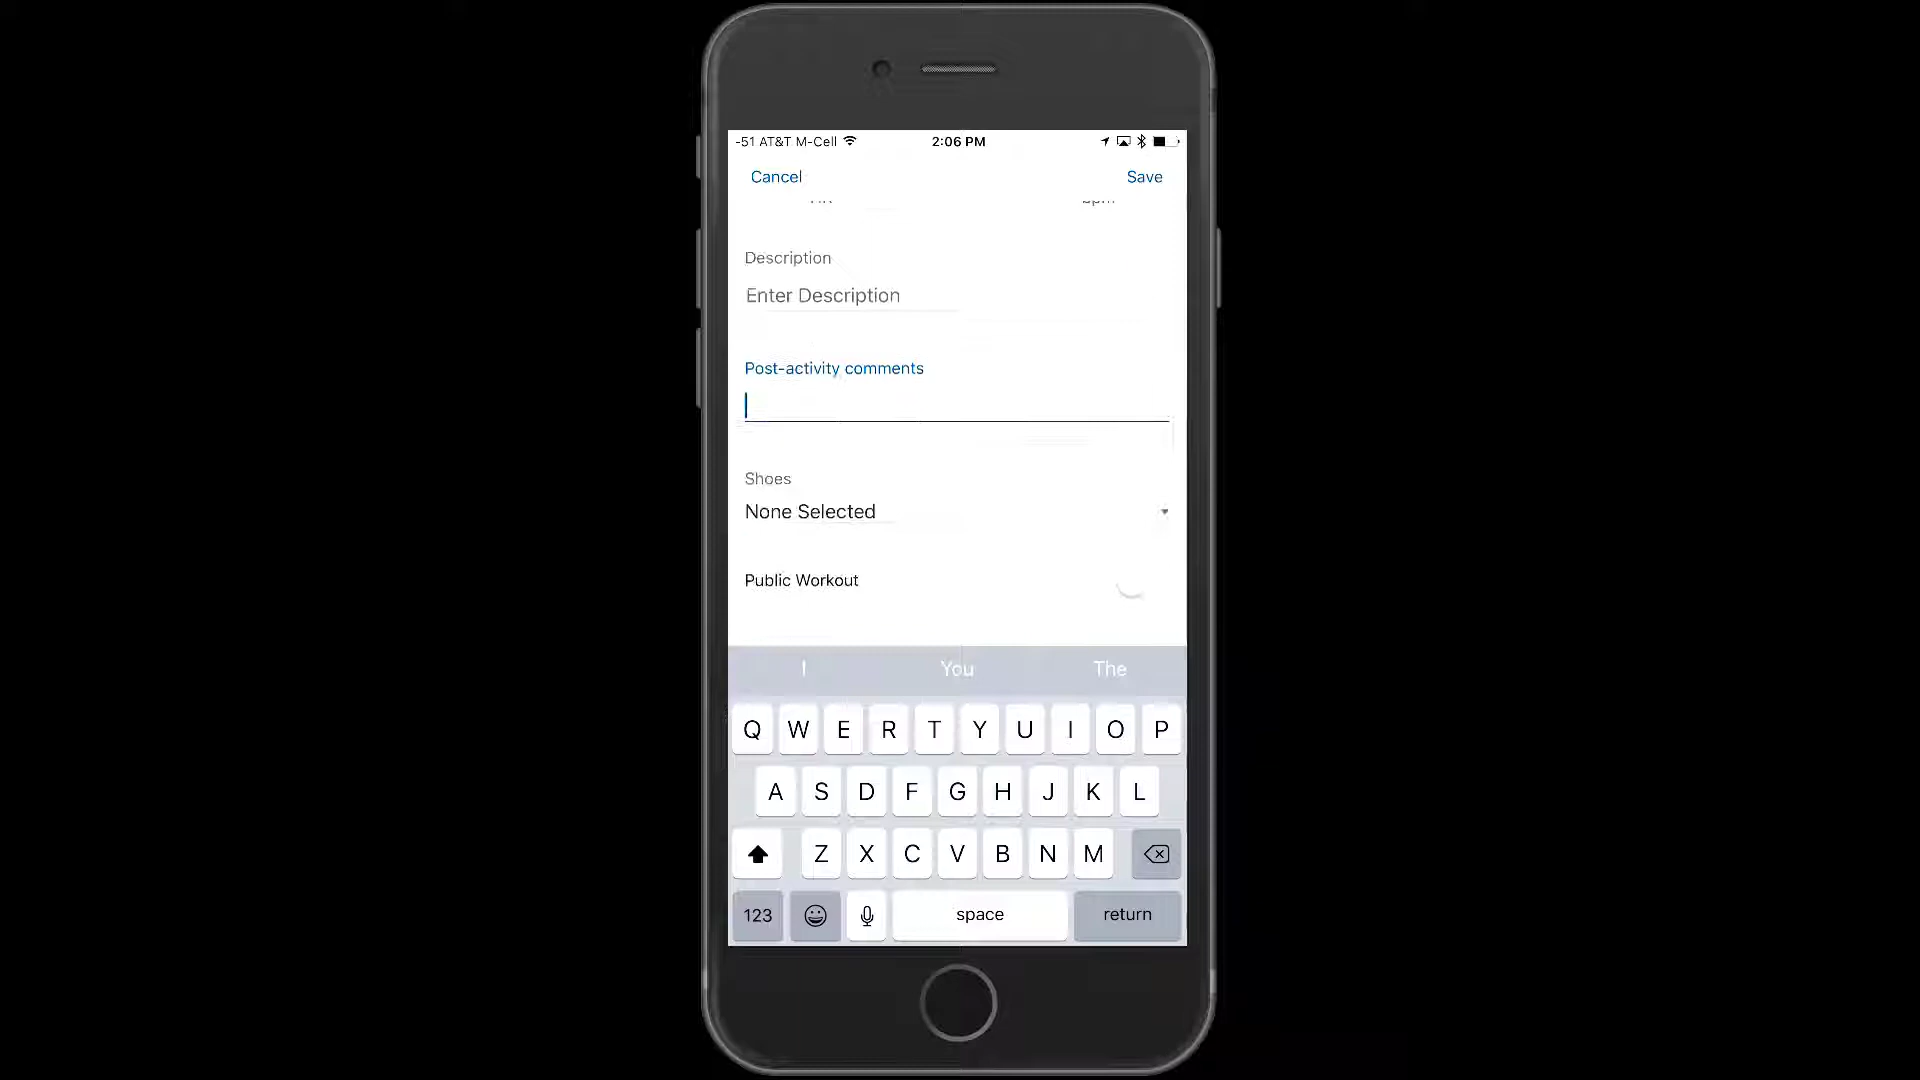 -51 AT&T M-Cell 2:06 PM
Cancel Save
Description
Enter Description
Post-activity comments
Shoes
None Selected
Public Workout
I You The
Q W E R T Y U I O P
A S D F G H J K L
Z X C V B N M
123 space return